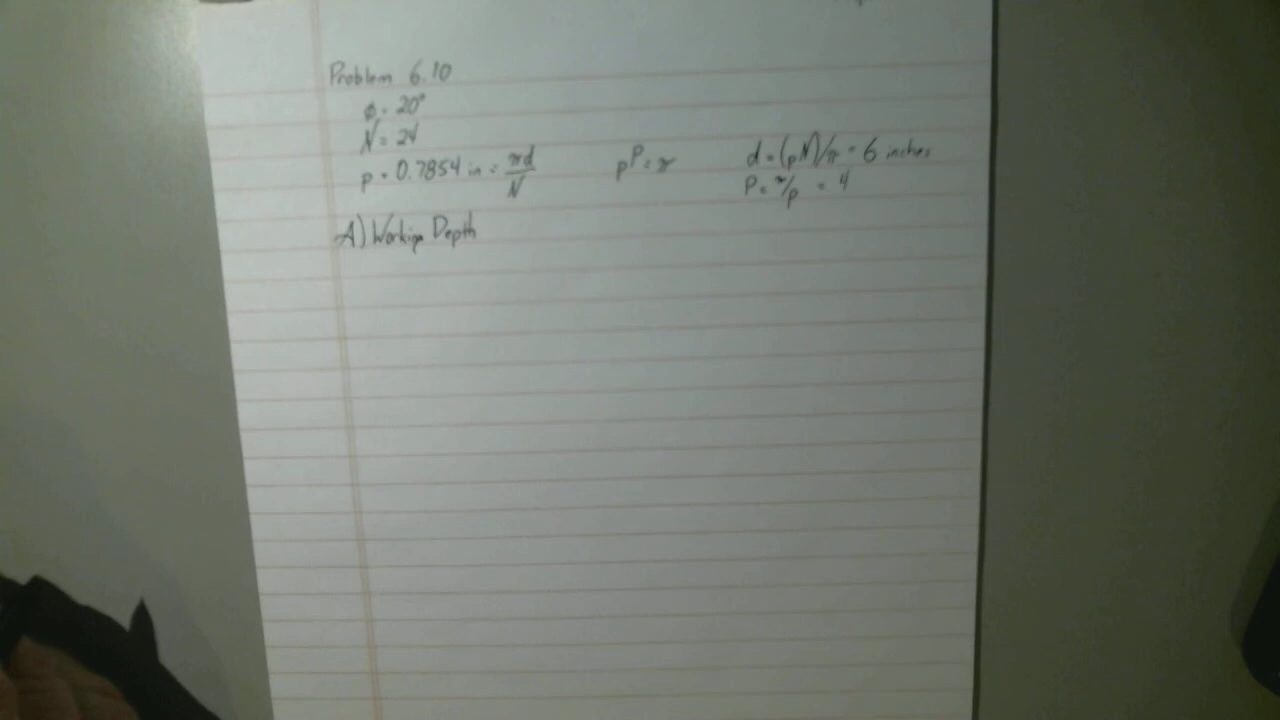 Problem 6.10
φ = 20°
N = 24
p = 0.7854 in = πd/N pP = π d = (pN)/π = 6 inches
P = π/p = 4
A) Working Depth